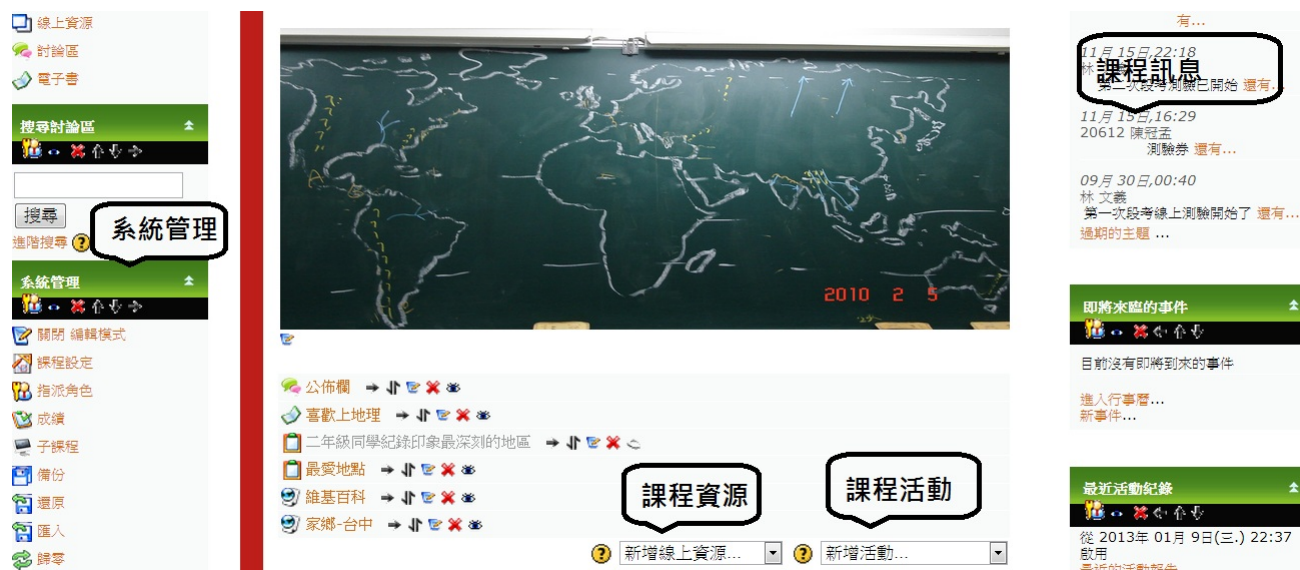 線上資源
討論區
電子書
搜尋討論區
搜尋
進階搜尋
系統管理
系統管理
關閉 編輯模式
課程設定
指派角色
成績
子課程
備份
還原
匯入
歸零
2010 2 5
公佈欄
喜歡上地理
二年級同學紀錄印象最深刻的地區
最愛地點
維基百科
家鄉-台中
課程資源
課程活動
新增線上資源...
新增活動...
有...
11月 15日,22:18
林
課程訊息
第二次段考測驗已開始 還有...
11月 15日,16:29
20612 陳冠孟
測驗券 還有...
09月 30日,00:40
林 文義
第一次段考線上測驗開始了 還有...
過期的主題 ...
即將來臨的事件
目前沒有即將到來的事件
進入行事曆...
新事件...
最近活動紀錄
從 2013年 01月 9日(三.) 22:37
啟用
最近的活動報告